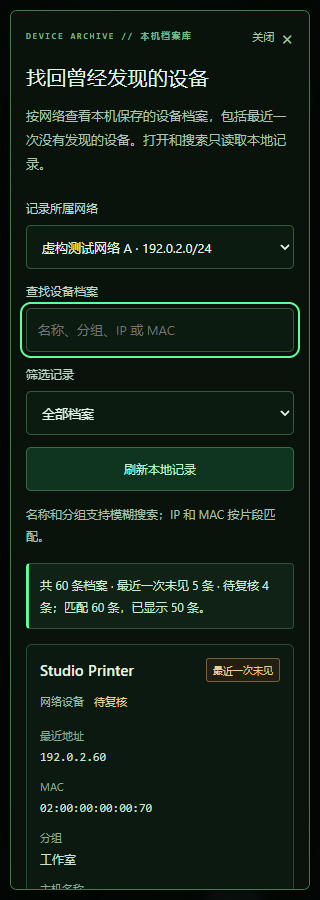 DEVICE ARCHIVE // 本机档案库
关闭 ×
找回曾经发现的设备
按网络查看本机保存的设备档案，包括最近一
次没有发现的设备。打开和搜索只读取本地记
录。
记录所属网络
虚构测试网络 A · 192.0.2.0/24
查找设备档案
名称、分组、IP 或 MAC
筛选记录
全部档案
刷新本地记录
名称和分组支持模糊搜索；IP 和 MAC 按片段匹
配。
共 60 条档案 · 最近一次未见 5 条 · 待复核 4
条；匹配 60 条，已显示 50 条。
Studio Printer
最近一次未见
网络设备 待复核
最近地址
192.0.2.60
MAC
02:00:00:00:00:70
分组
工作室
主机名称